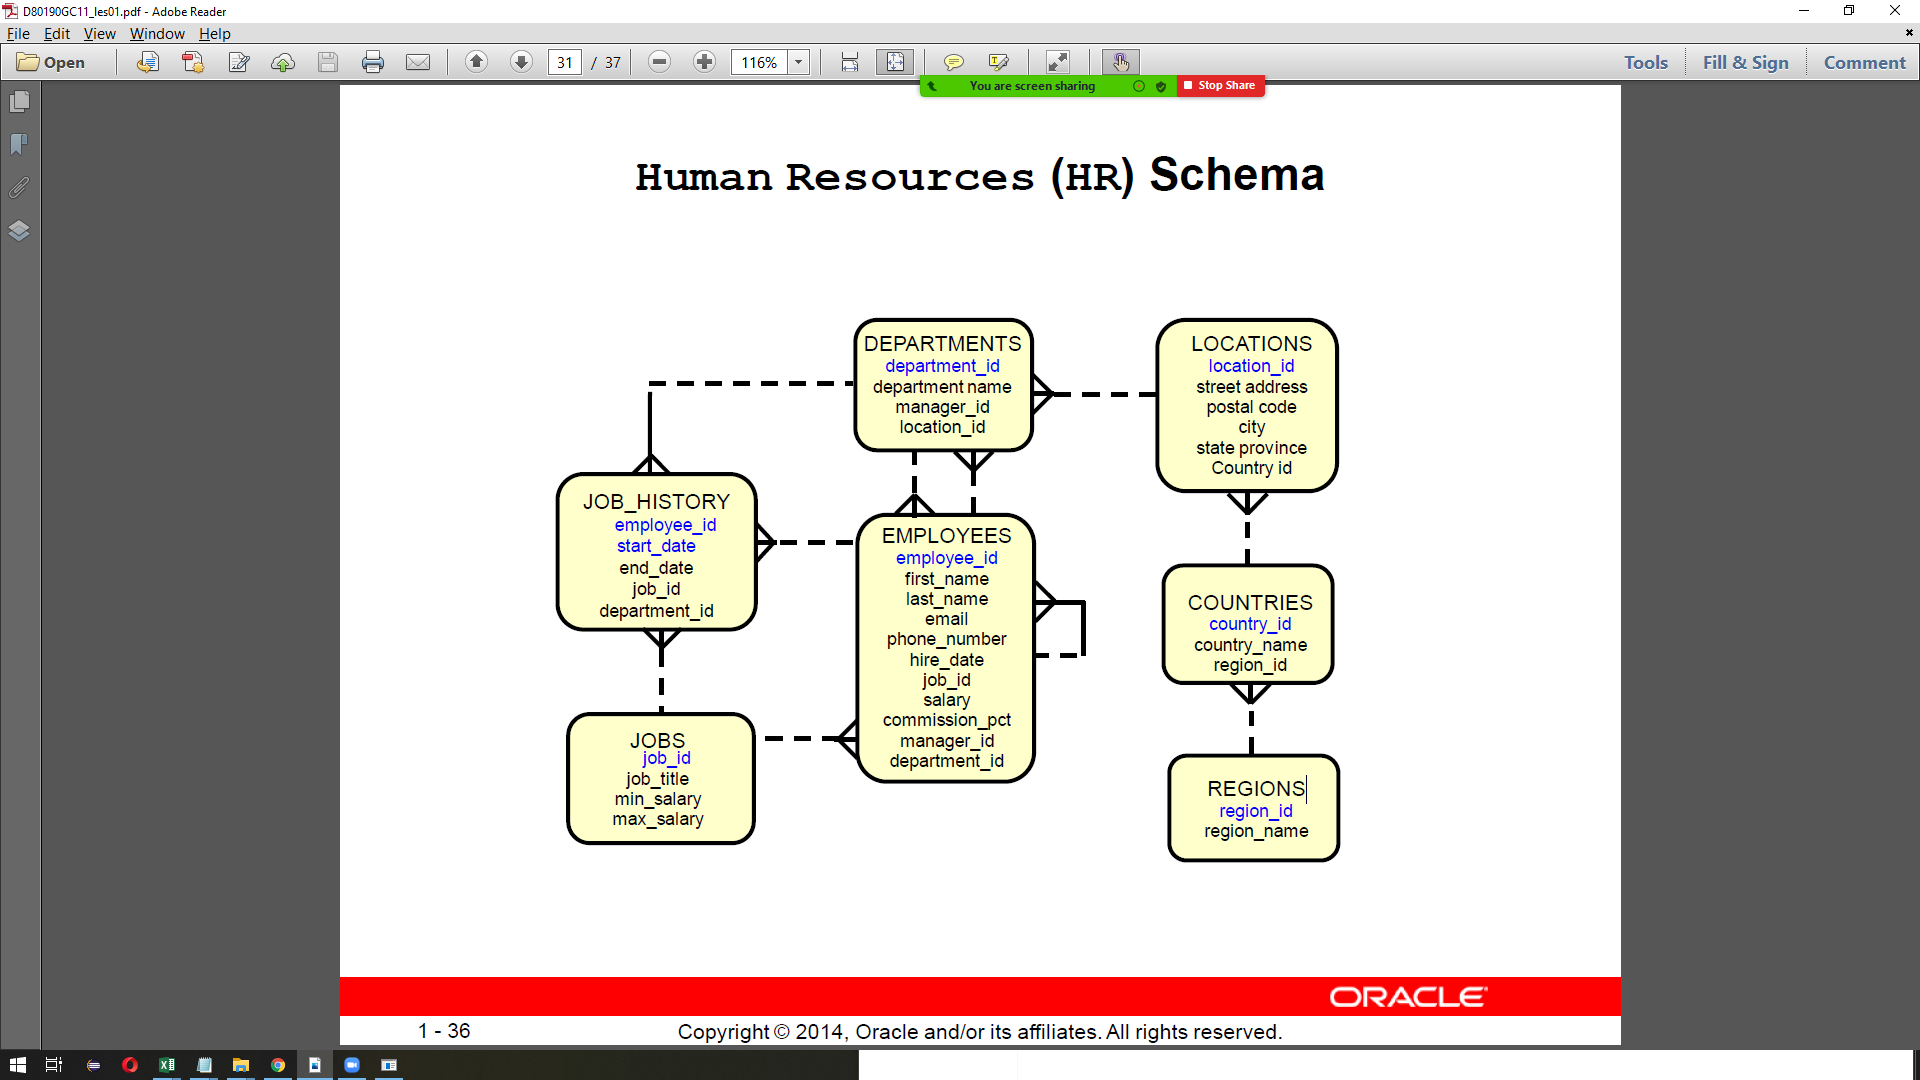 D80190GC11_les01.pdf - Adobe Reader
File Edit View Window Help
Open
31 / 37
116%
Tools
Fill & Sign
Comment
You are screen sharing
Stop Share
Human Resources (HR) Schema
DEPARTMENTS
department_id
department name
manager_id
location_id
LOCATIONS
location_id
street address
postal code
city
state province
Country id
JOB_HISTORY
employee_id
start_date
end_date
job_id
department_id
EMPLOYEES
employee_id
first_name
last_name
email
phone_number
hire_date
job_id
salary
commission_pct
manager_id
department_id
COUNTRIES
country_id
country_name
region_id
JOBS
job_id
job_title
min_salary
max_salary
REGIONS
region_id
region_name
ORACLE
1 - 36
Copyright © 2014, Oracle and/or its affiliates. All rights reserved.